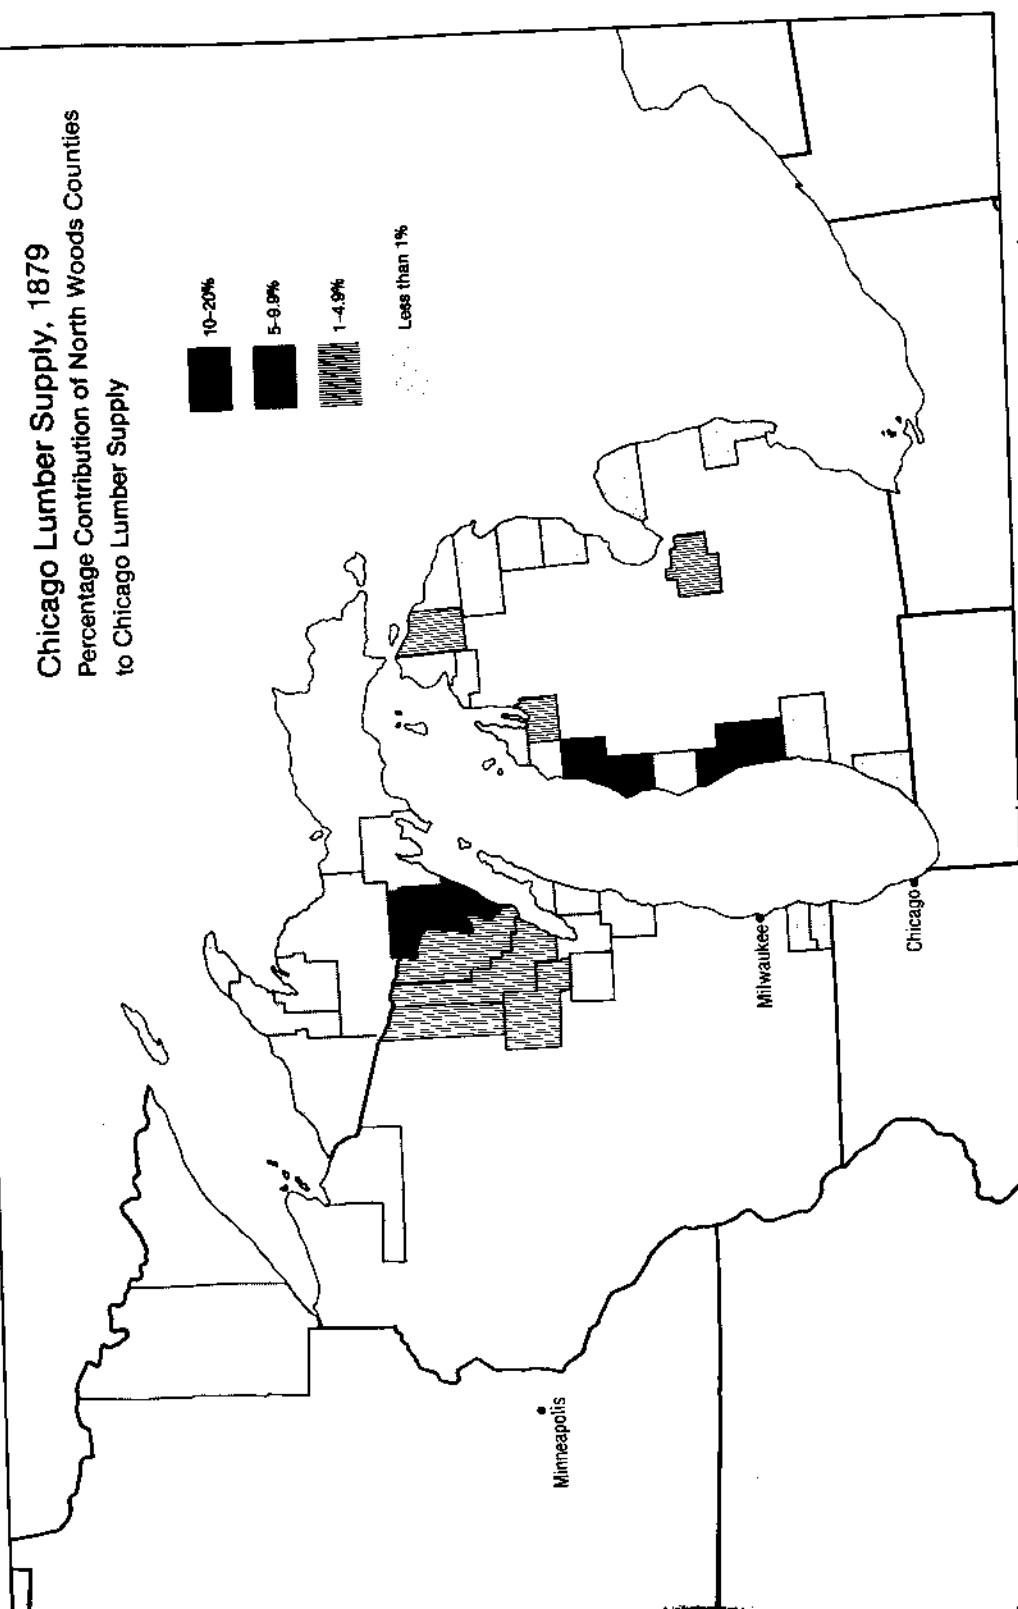 Chicago Lumber Supply, 1879
Percentage Contribution of North Woods Counties
to Chicago Lumber Supply
10–20%
5–9.9%
1–4.9%
Less than 1%
Minneapolis
Milwaukee
Chicago